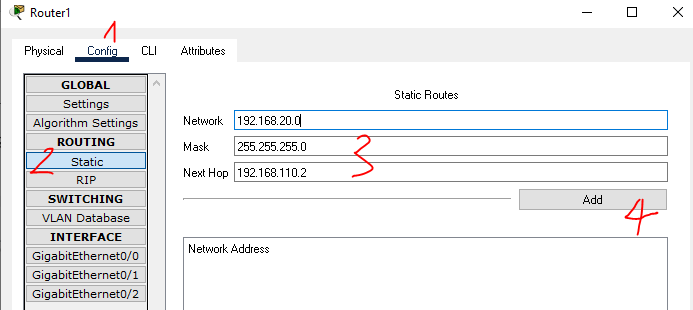 Router1
1
Physical Config CLI Attributes
GLOBAL
Settings
Algorithm Settings
ROUTING
2 Static
RIP
SWITCHING
VLAN Database
INTERFACE
GigabitEthernet0/0
GigabitEthernet0/1
GigabitEthernet0/2
Static Routes
Network 192.168.20.0
Mask 255.255.255.0
3
Next Hop 192.168.110.2
Add
4
Network Address